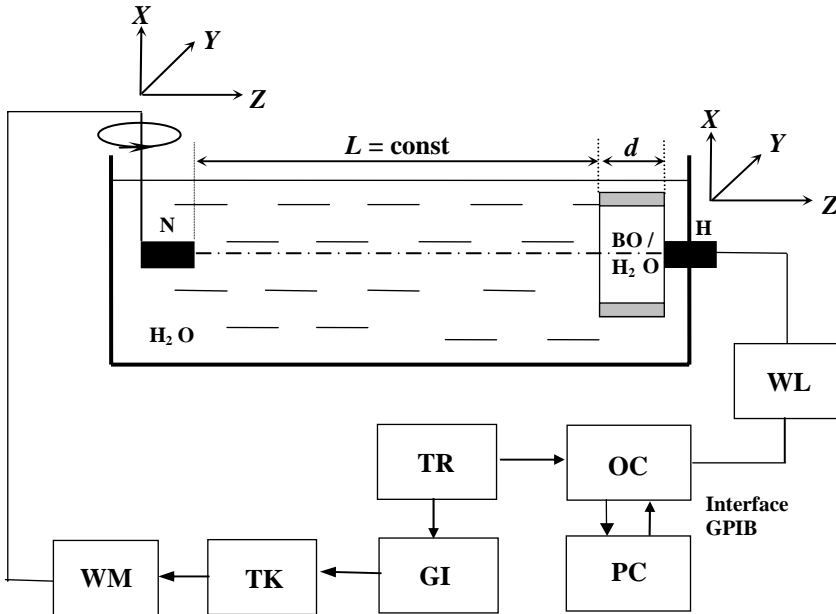 X
Y
Z
L = const
d
X
Y
Z
N
H
BO /
H₂ O
H₂ O
WL
TR
OC
Interface
GPIB
WM
TK
GI
PC